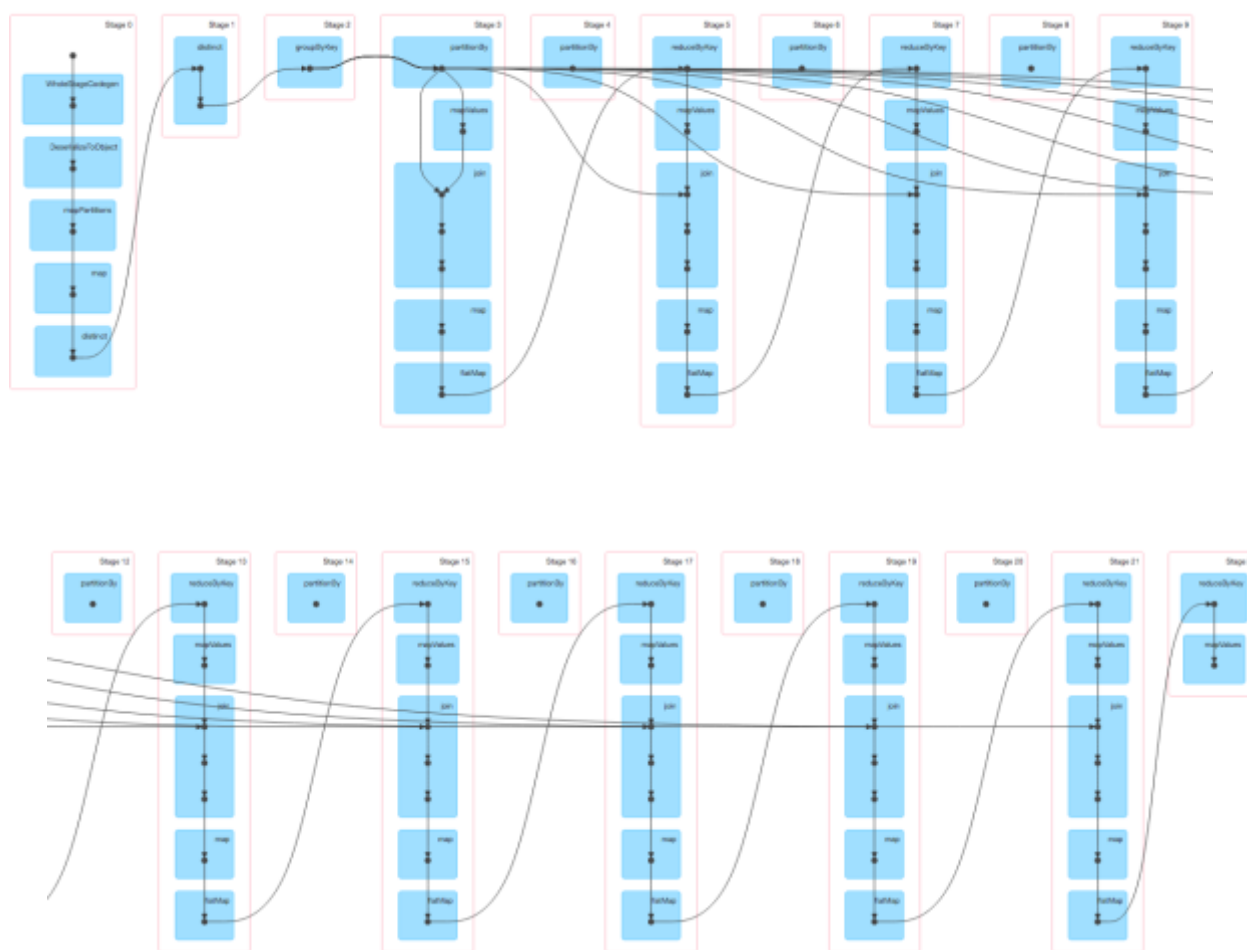 Stage 0
WholeStageCodegen
DeserializeToObject
mapPartitions
map
distinct
Stage 1
distinct
Stage 2
groupByKey
Stage 3
partitionBy
mapValues
join
map
flatMap
Stage 4
partitionBy
Stage 5
reduceByKey
mapValues
join
map
flatMap
Stage 6
partitionBy
Stage 7
reduceByKey
mapValues
join
map
flatMap
Stage 8
partitionBy
Stage 9
reduceByKey
mapValues
join
map
flatMap
Stage 12
partitionBy
Stage 13
reduceByKey
mapValues
join
map
flatMap
Stage 14
partitionBy
Stage 15
reduceByKey
mapValues
join
map
flatMap
Stage 16
partitionBy
Stage 17
reduceByKey
mapValues
join
map
flatMap
Stage 18
partitionBy
Stage 19
reduceByKey
mapValues
join
map
flatMap
Stage 20
partitionBy
Stage 21
reduceByKey
mapValues
join
map
flatMap
Stage
reduceByKey
mapValues